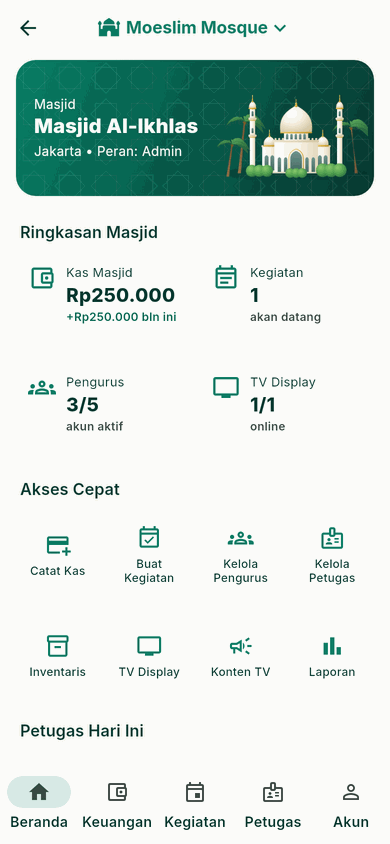 Moeslim Mosque
Masjid
Masjid Al-Ikhlas
Jakarta • Peran: Admin
Ringkasan Masjid
Kas Masjid
Rp250.000
+Rp250.000 bln ini
Kegiatan
1
akan datang
Pengurus
3/5
akun aktif
TV Display
1/1
online
Akses Cepat
Catat Kas
Buat
Kegiatan
Kelola
Pengurus
Kelola
Petugas
Inventaris
TV Display
Konten TV
Laporan
Petugas Hari Ini
Beranda
Keuangan
Kegiatan
Petugas
Akun